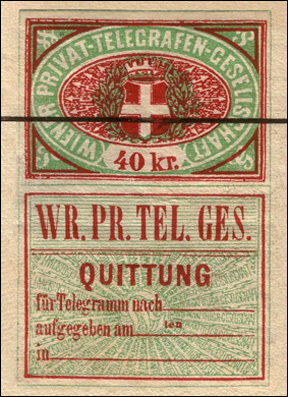 WIENER PRIVAT-TELEGRAFEN-GESELLSCHAFT
40 kr.
WR. PR. TEL. GES.
QUITTUNG
für Telegramm nach
aufgegeben am ten
in